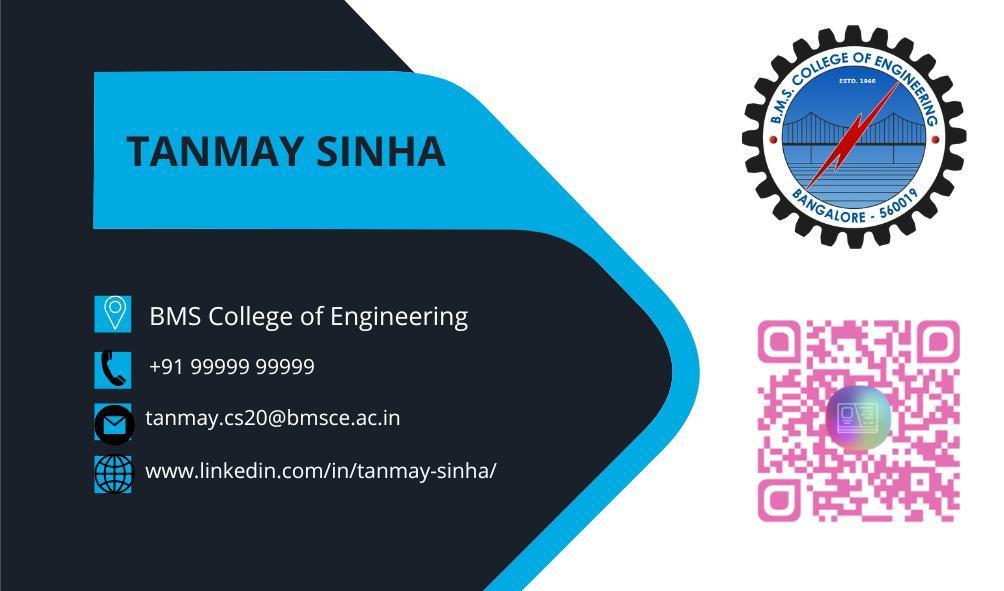 TANMAY SINHA
BMS College of Engineering
+91 99999 99999
tanmay.cs20@bmsce.ac.in
www.linkedin.com/in/tanmay-sinha/
B.M.S. COLLEGE OF ENGINEERING
ESTD. 1946
BANGALORE - 560019